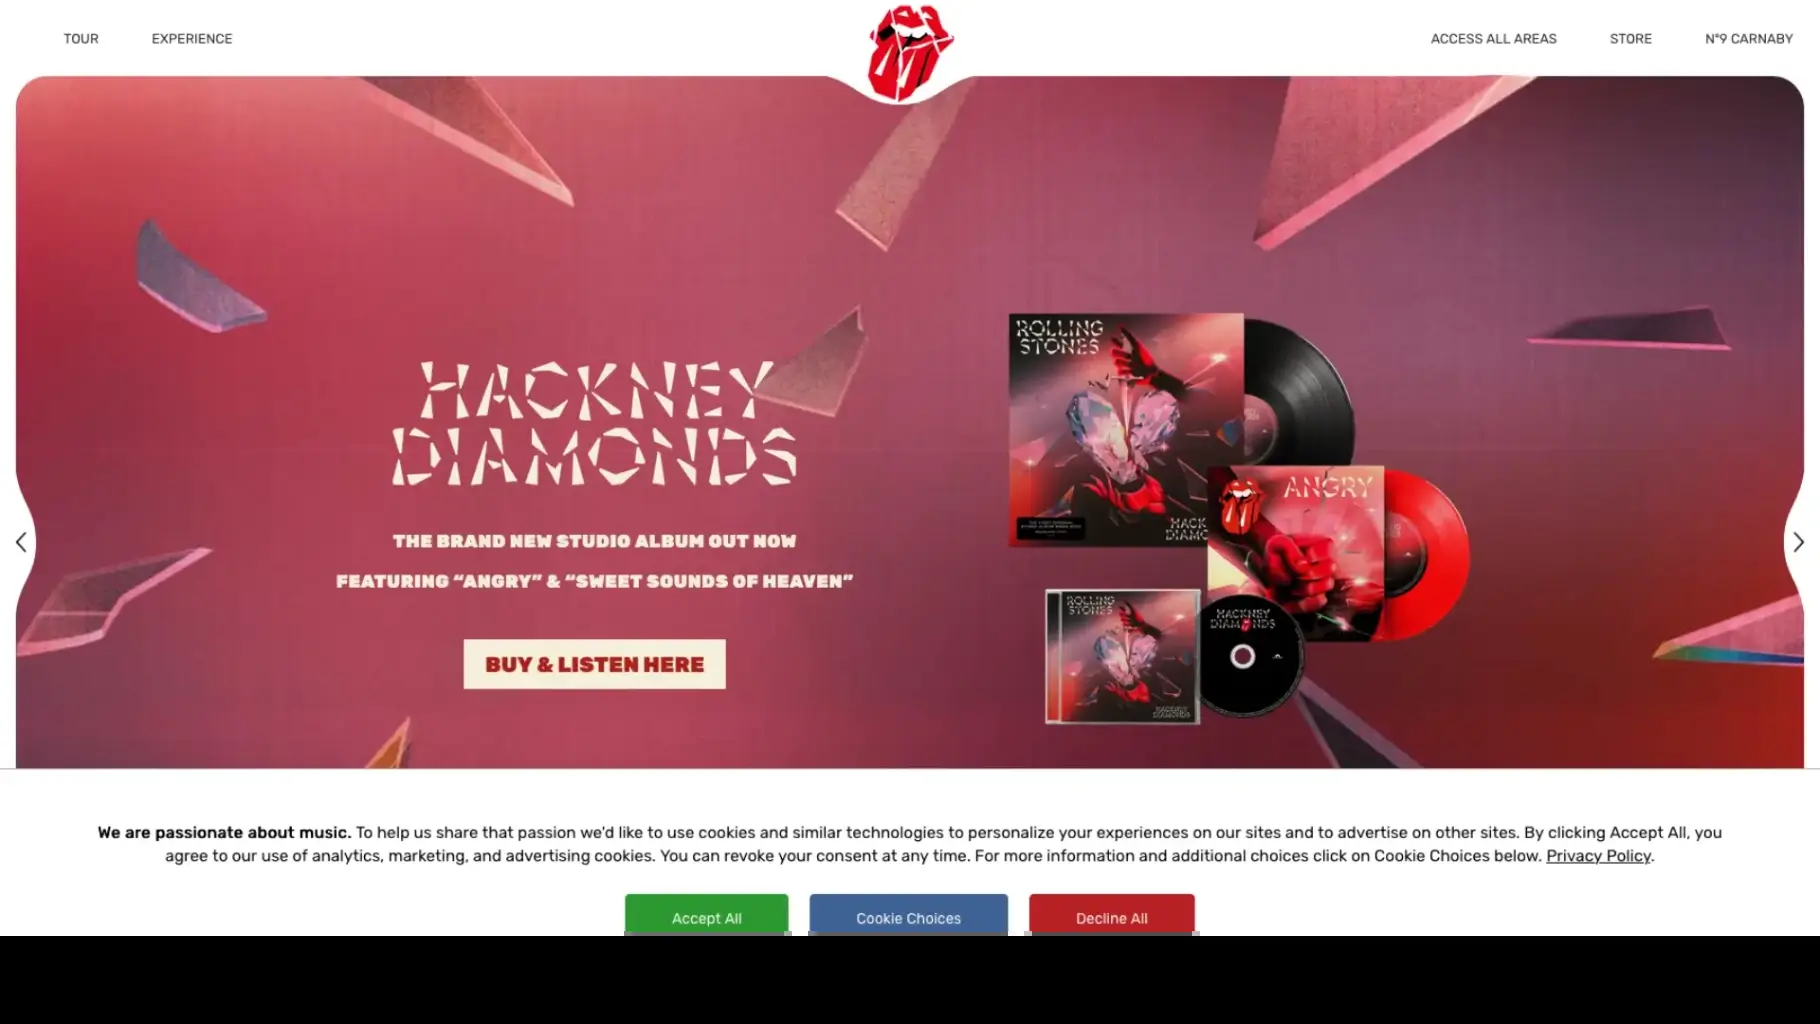 TOUR
EXPERIENCE
ACCESS ALL AREAS
STORE
N°9 CARNABY
HACKNEY
DIAMONDS
THE BRAND NEW STUDIO ALBUM OUT NOW
FEATURING “ANGRY” & “SWEET SOUNDS OF HEAVEN”
BUY & LISTEN HERE
ROLLING
STONES
HACK
DIAMO
ANGRY
ROLLING
STONES
HACKNEY
DIAMONDS
HACKNEY
DIAMONDS
We are passionate about music. To help us share that passion we'd like to use cookies and similar technologies to personalize your experiences on our sites and to advertise on other sites. By clicking Accept All, you
agree to our use of analytics, marketing, and advertising cookies. You can revoke your consent at any time. For more information and additional choices click on Cookie Choices below. Privacy Policy.
Accept All
Cookie Choices
Decline All